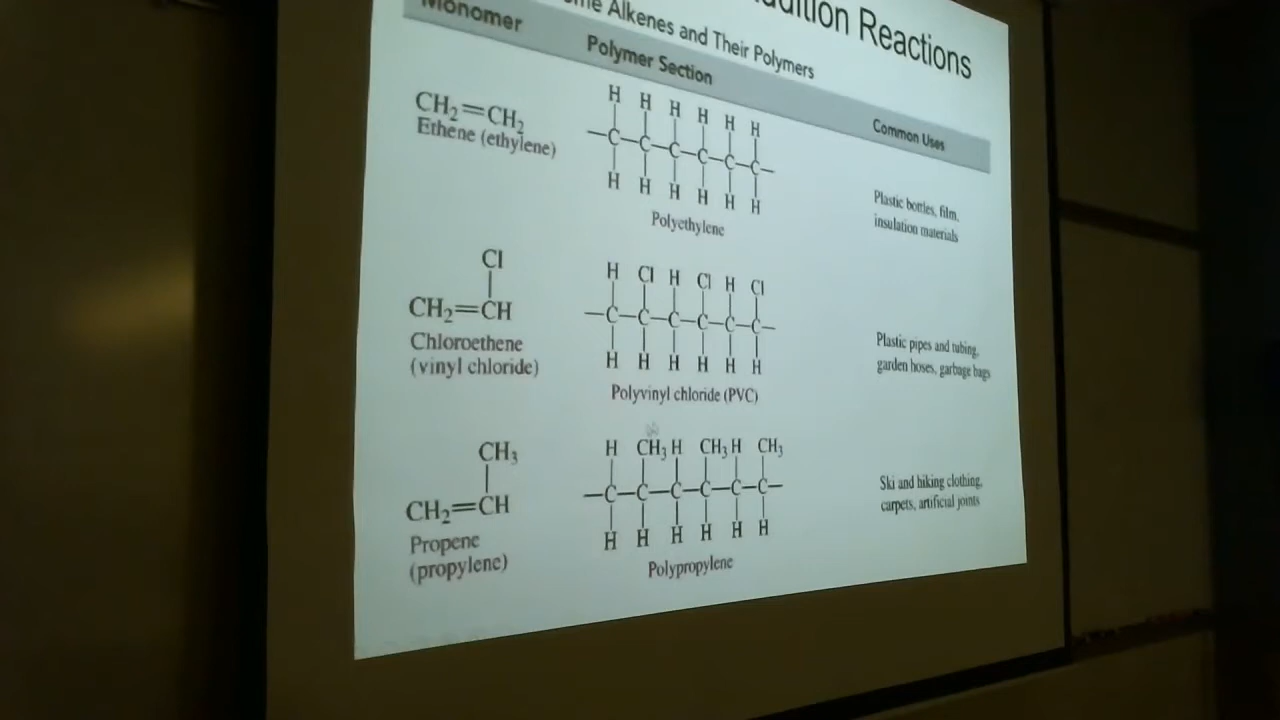 Reactions
Alkenes and Their Polymers
Monomer
Polymer Section
Common Uses
CH₂=CH₂
Ethene (ethylene)
H H H H H H
–C–C–C–C–C–C–
H H H H H H
Polyethylene
Plastic bottles, film,
insulation materials
Cl
CH₂=CH
Chloroethene
(vinyl chloride)
H Cl H Cl H Cl
–C–C–C–C–C–C–
H H H H H H
Polyvinyl chloride (PVC)
Plastic pipes and tubing,
garden hoses, garbage bags
CH₃
CH₂=CH
Propene
(propylene)
H CH₃ H CH₃ H CH₃
–C–C–C–C–C–C–
H H H H H H
Polypropylene
Ski and hiking clothing,
carpets, artificial joints